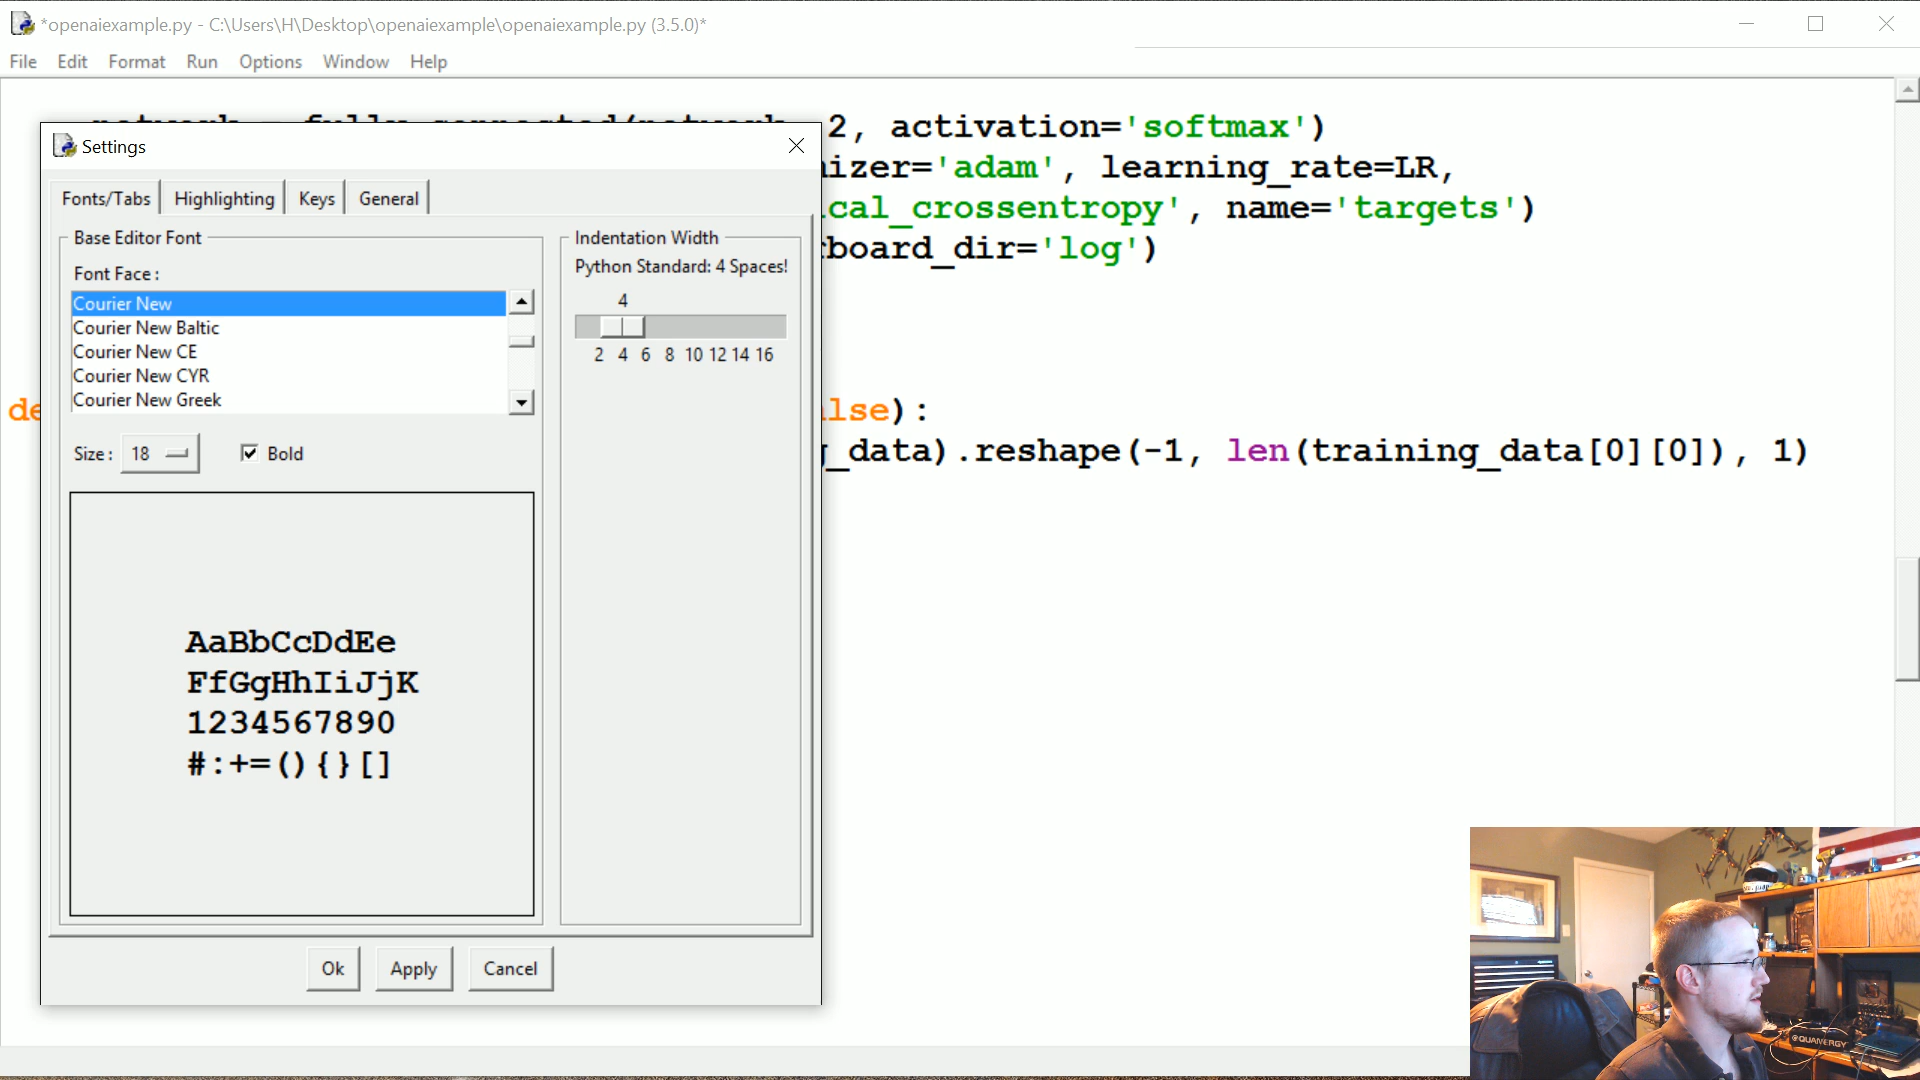 *openaiexample.py - C:\Users\H\Desktop\openaiexample\openaiexample.py (3.5.0)*
File Edit Format Run Options Window Help
2, activation='softmax')
izer='adam', learning_rate=LR,
cal_crossentropy', name='targets')
board_dir='log')
de
alse):
g_data).reshape(-1, len(training_data[0][0]), 1)
Settings
Fonts/Tabs Highlighting Keys General
Base Editor Font
Font Face :
Courier New
Courier New Baltic
Courier New CE
Courier New CYR
Courier New Greek
Size : 18 Bold
AaBbCcDdEe
FfGgHhIiJjK
1234567890
#:+=(){}[]
Indentation Width
Python Standard: 4 Spaces!
4
2 4 6 8 10 12 14 16
Ok Apply Cancel
QUANERGY